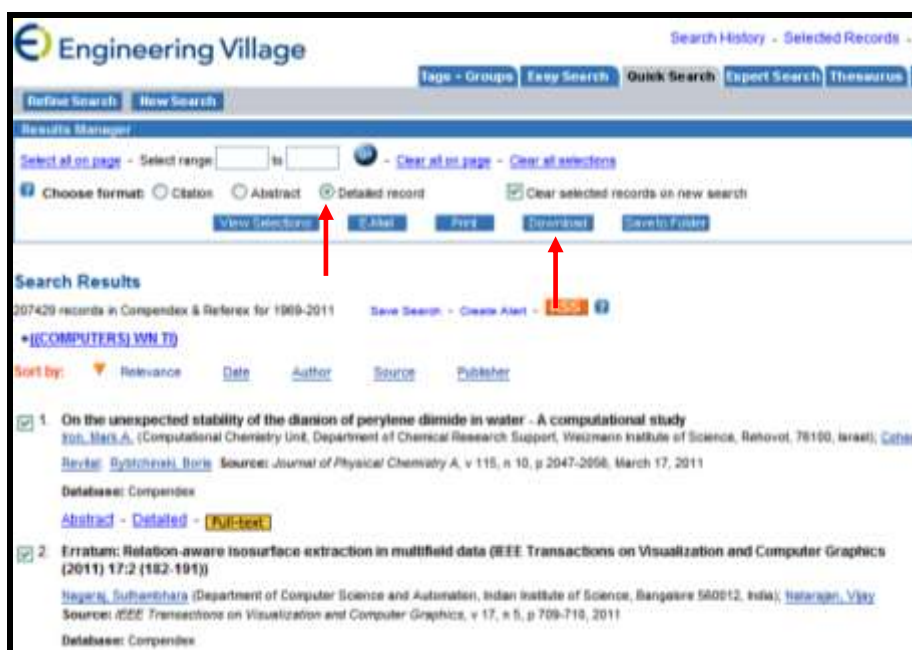 Engineering Village
Search History - Selected Records -
Tags - Groups Easy Search Quick Search Expert Search Thesaurus
Refine Search New Search
Results Manager
Select all on page - Select range to - Clear all on page - Clear all selections
Choose format: Citation Abstract Detailed record Clear selected records on new search
View Selections E-Mail Print Download Save to Folder
Search Results
207429 records in Compendex & Referex for 1969-2011 Save Search - Create Alert - RSS
((COMPUTERS) WN TI)
Sort by: Relevance Date Author Source Publisher
1. On the unexpected stability of the dianion of perylene diimide in water - A computational study
Iron, Mark A. (Computational Chemistry Unit, Department of Chemical Research Support, Weizmann Institute of Science, Rehovot, 76100, Israel); Cohen
Revital; Rybtchinski, Boris Source: Journal of Physical Chemistry A, v 115, n 10, p 2047-2056, March 17, 2011
Database: Compendex
Abstract - Detailed - Full-text
2. Erratum: Relation-aware isosurface extraction in multifield data (IEEE Transactions on Visualization and Computer Graphics
(2011) 17:2 (182-191))
Nagaraj, Suthambhara (Department of Computer Science and Automation, Indian Institute of Science, Bangalore 560012, India); Natarajan, Vijay
Source: IEEE Transactions on Visualization and Computer Graphics, v 17, n 5, p 709-710, 2011
Database: Compendex